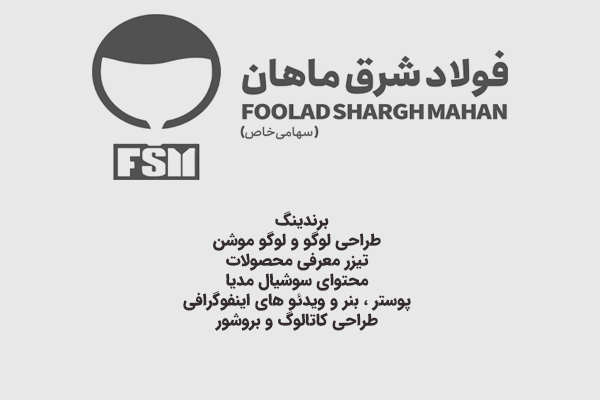 فولاد شرق ماهان
FOOLAD SHARGH MAHAN
(سهامی‌خاص)
FSM
برندینگ
طراحی لوگو و لوگو موشن
تیزر معرفی محصولات
محتوای سوشیال مدیا
پوستر ، بنر و ویدئو های اینفوگرافی
طراحی کاتالوگ و بروشور